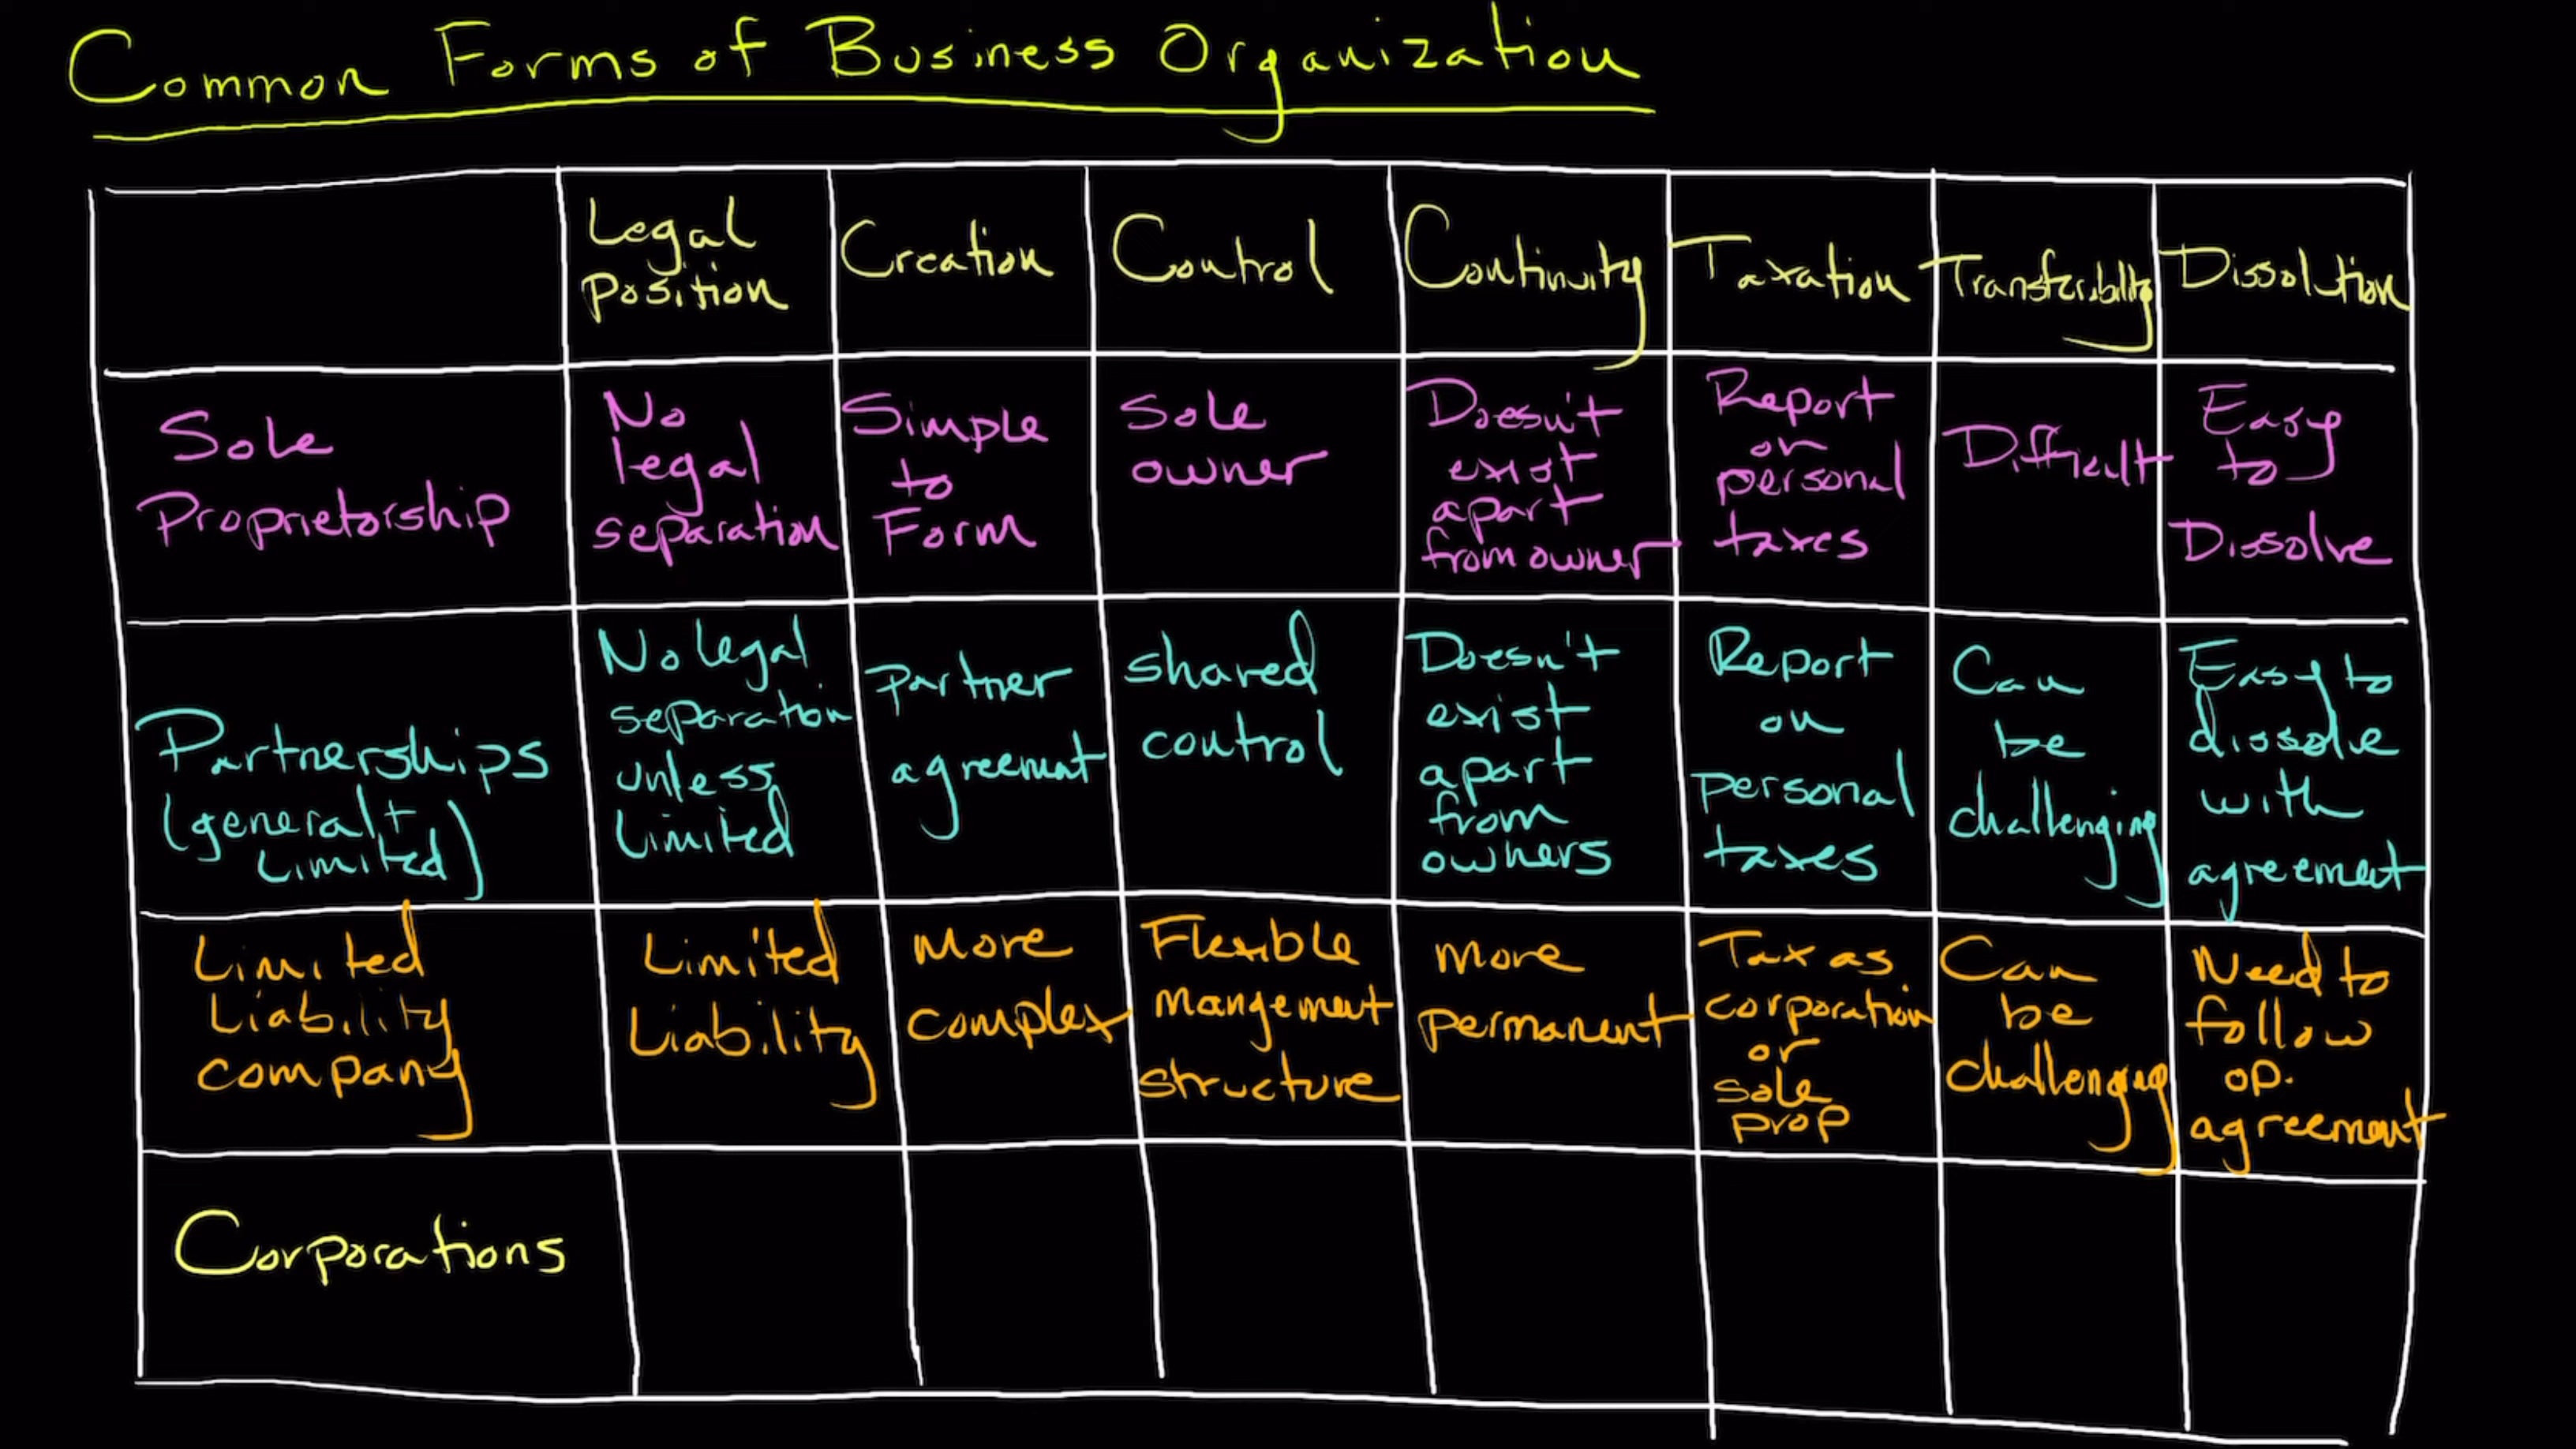 Common Forms of Business Organization
Legal
Position
Creation
Control
Continuity
Taxation
Transferability
Dissolution
Sole
Proprietorship
No
legal
separation
Simple
to
Form
Sole
owner
Doesn't
exist
apart
from owner
Report
on
personal
taxes
Difficult
Easy
to
Dissolve
Partnerships
(general +
Limited)
No legal
separation
unless
Limited
partner
agreement
shared
control
Doesn't
exist
apart
from
owners
Report
on
personal
taxes
Can
be
challenging
Easy to
dissolve
with
agreement
Limited
Liability
company
Limited
Liability
more
complex
Flexible
mangement
structure
more
permanent
Tax as
corporation
or
sole
prop
Can
be
challenging
Need to
follow
op.
agreement
Corporations